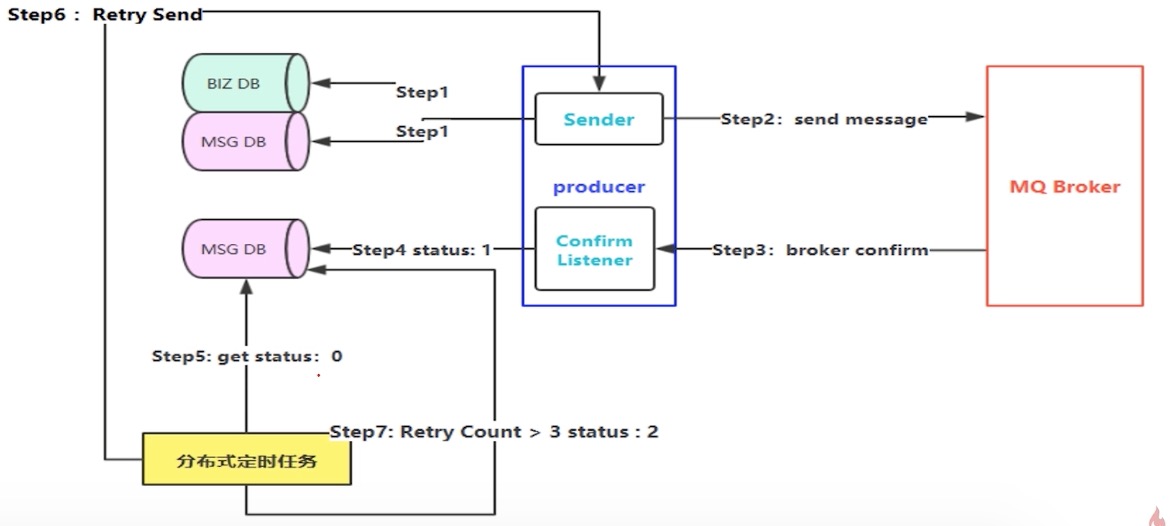 Step6 : Retry Send
BIZ DB
Step1
MSG DB
Step1
Sender
Step2: send message
producer
MQ Broker
MSG DB
Step4 status: 1
Confirm
Listener
Step3: broker confirm
Step5: get status: 0
Step7: Retry Count > 3 status : 2
分布式定时任务